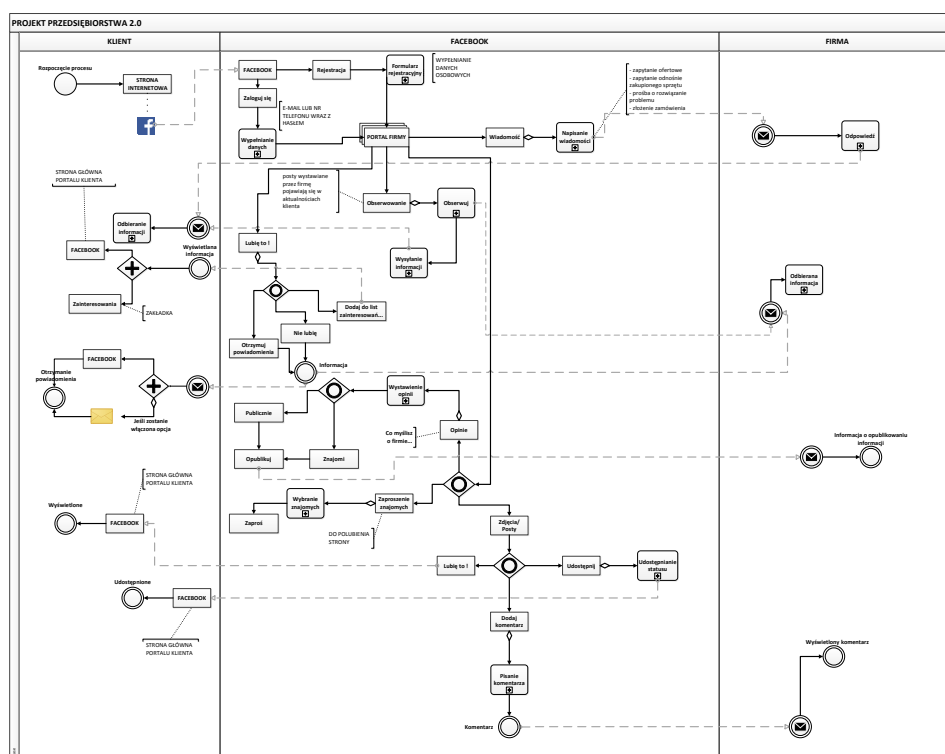 PROJEKT PRZEDSIĘBIORSTWA 2.0
KLIENT
FACEBOOK
FIRMA
Rozpoczęcie procesu
STRONA
INTERNETOWA
FACEBOOK
Rejestracja
Formularz
rejestracyjny
WYPEŁNIANIE
DANYCH
OSOBOWYCH
Zaloguj się
E-MAIL LUB NR
TELEFONU WRAZ Z
HASŁEM
Wypełnianie
danych
PORTAL FIRMY
Wiadomość
Napisanie
wiadomości
- zapytanie ofertowe
- zapytanie odnośnie
zakupionego sprzętu
- prośba o rozwiązanie
problemu
- złożenie zamówienia
Odpowiedź
STRONA GŁÓWNA
PORTALU KLIENTA
posty wystawiane
przez firmę
pojawiają się w
aktualnościach
klienta
Obserwowanie
Obserwuj
Odbieranie
informacji
FACEBOOK
Wyświetlana
informacja
Lubię to !
Wysyłanie
informacji
Odbierana
informacja
Zainteresowania
ZAKŁADKA
Dodaj do list
zainteresowań...
Nie lubię
Otrzymuj
powiadomienia
Informacja
FACEBOOK
Otrzymanie
powiadomienia
Jeśli zostanie
włączona opcja
Wystawienie
opinii
Publicznie
Co myślisz
o firmie...
Opinie
Opublikuj
Znajomi
Informacja o opublikowaniu
informacji
STRONA GŁÓWNA
PORTALU KLIENTA
Wyświetlone
FACEBOOK
Zaproś
Wybranie
znajomych
Zaproszenie
znajomych
DO POLUBIENIA
STRONY
Zdjęcia/
Posty
Lubię to !
Udostępnij
Udostępnianie
statusu
Udostępnione
FACEBOOK
STRONA GŁÓWNA
PORTALU KLIENTA
Dodaj
komentarz
Pisanie
komentarza
Komentarz
Wyświetlony komentarz